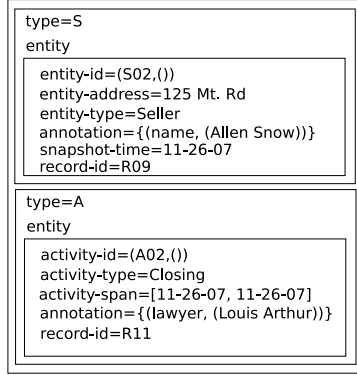 type=S
entity
entity-id=(S02,())
entity-address=125 Mt. Rd
entity-type=Seller
annotation={(name, (Allen Snow))}
snapshot-time=11-26-07
record-id=R09
type=A
entity
activity-id=(A02,())
activity-type=Closing
activity-span=[11-26-07, 11-26-07]
annotation={(lawyer, (Louis Arthur))}
record-id=R11